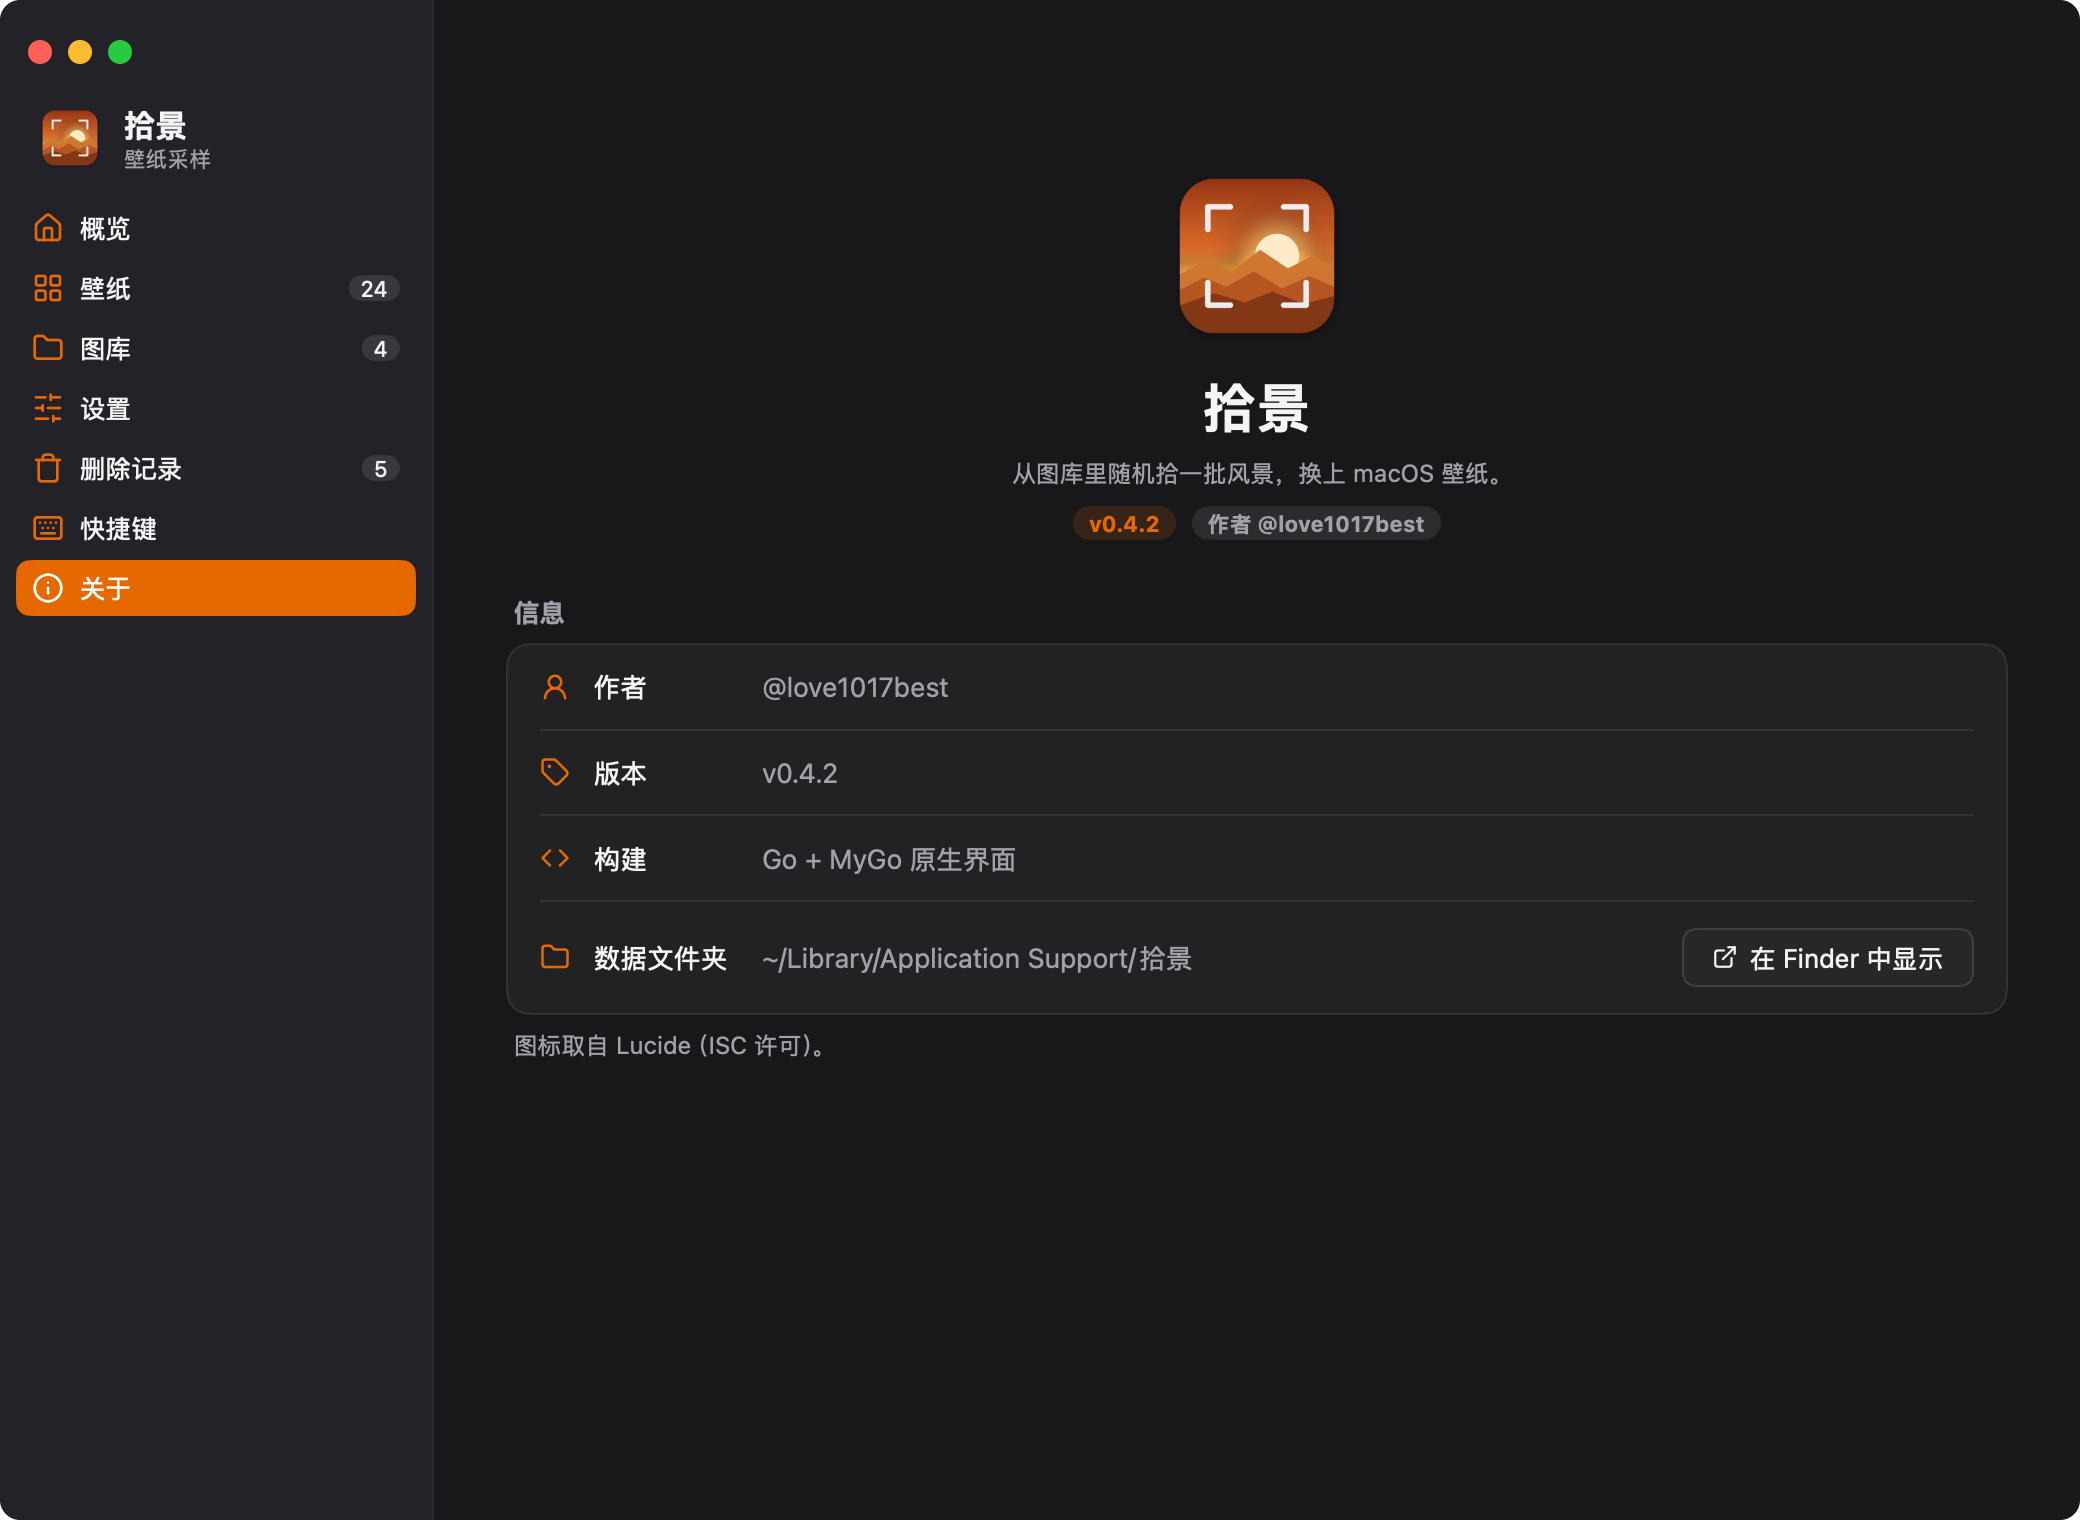 拾景
壁纸采样
概览
壁纸 24
图库 4
设置
删除记录 5
快捷键
关于
拾景
从图库里随机拾一批风景，换上 macOS 壁纸。
v0.4.2 作者 @love1017best
信息
作者 @love1017best
版本 v0.4.2
构建 Go + MyGo 原生界面
数据文件夹 ~/Library/Application Support/拾景 在 Finder 中显示
图标取自 Lucide (ISC 许可)。